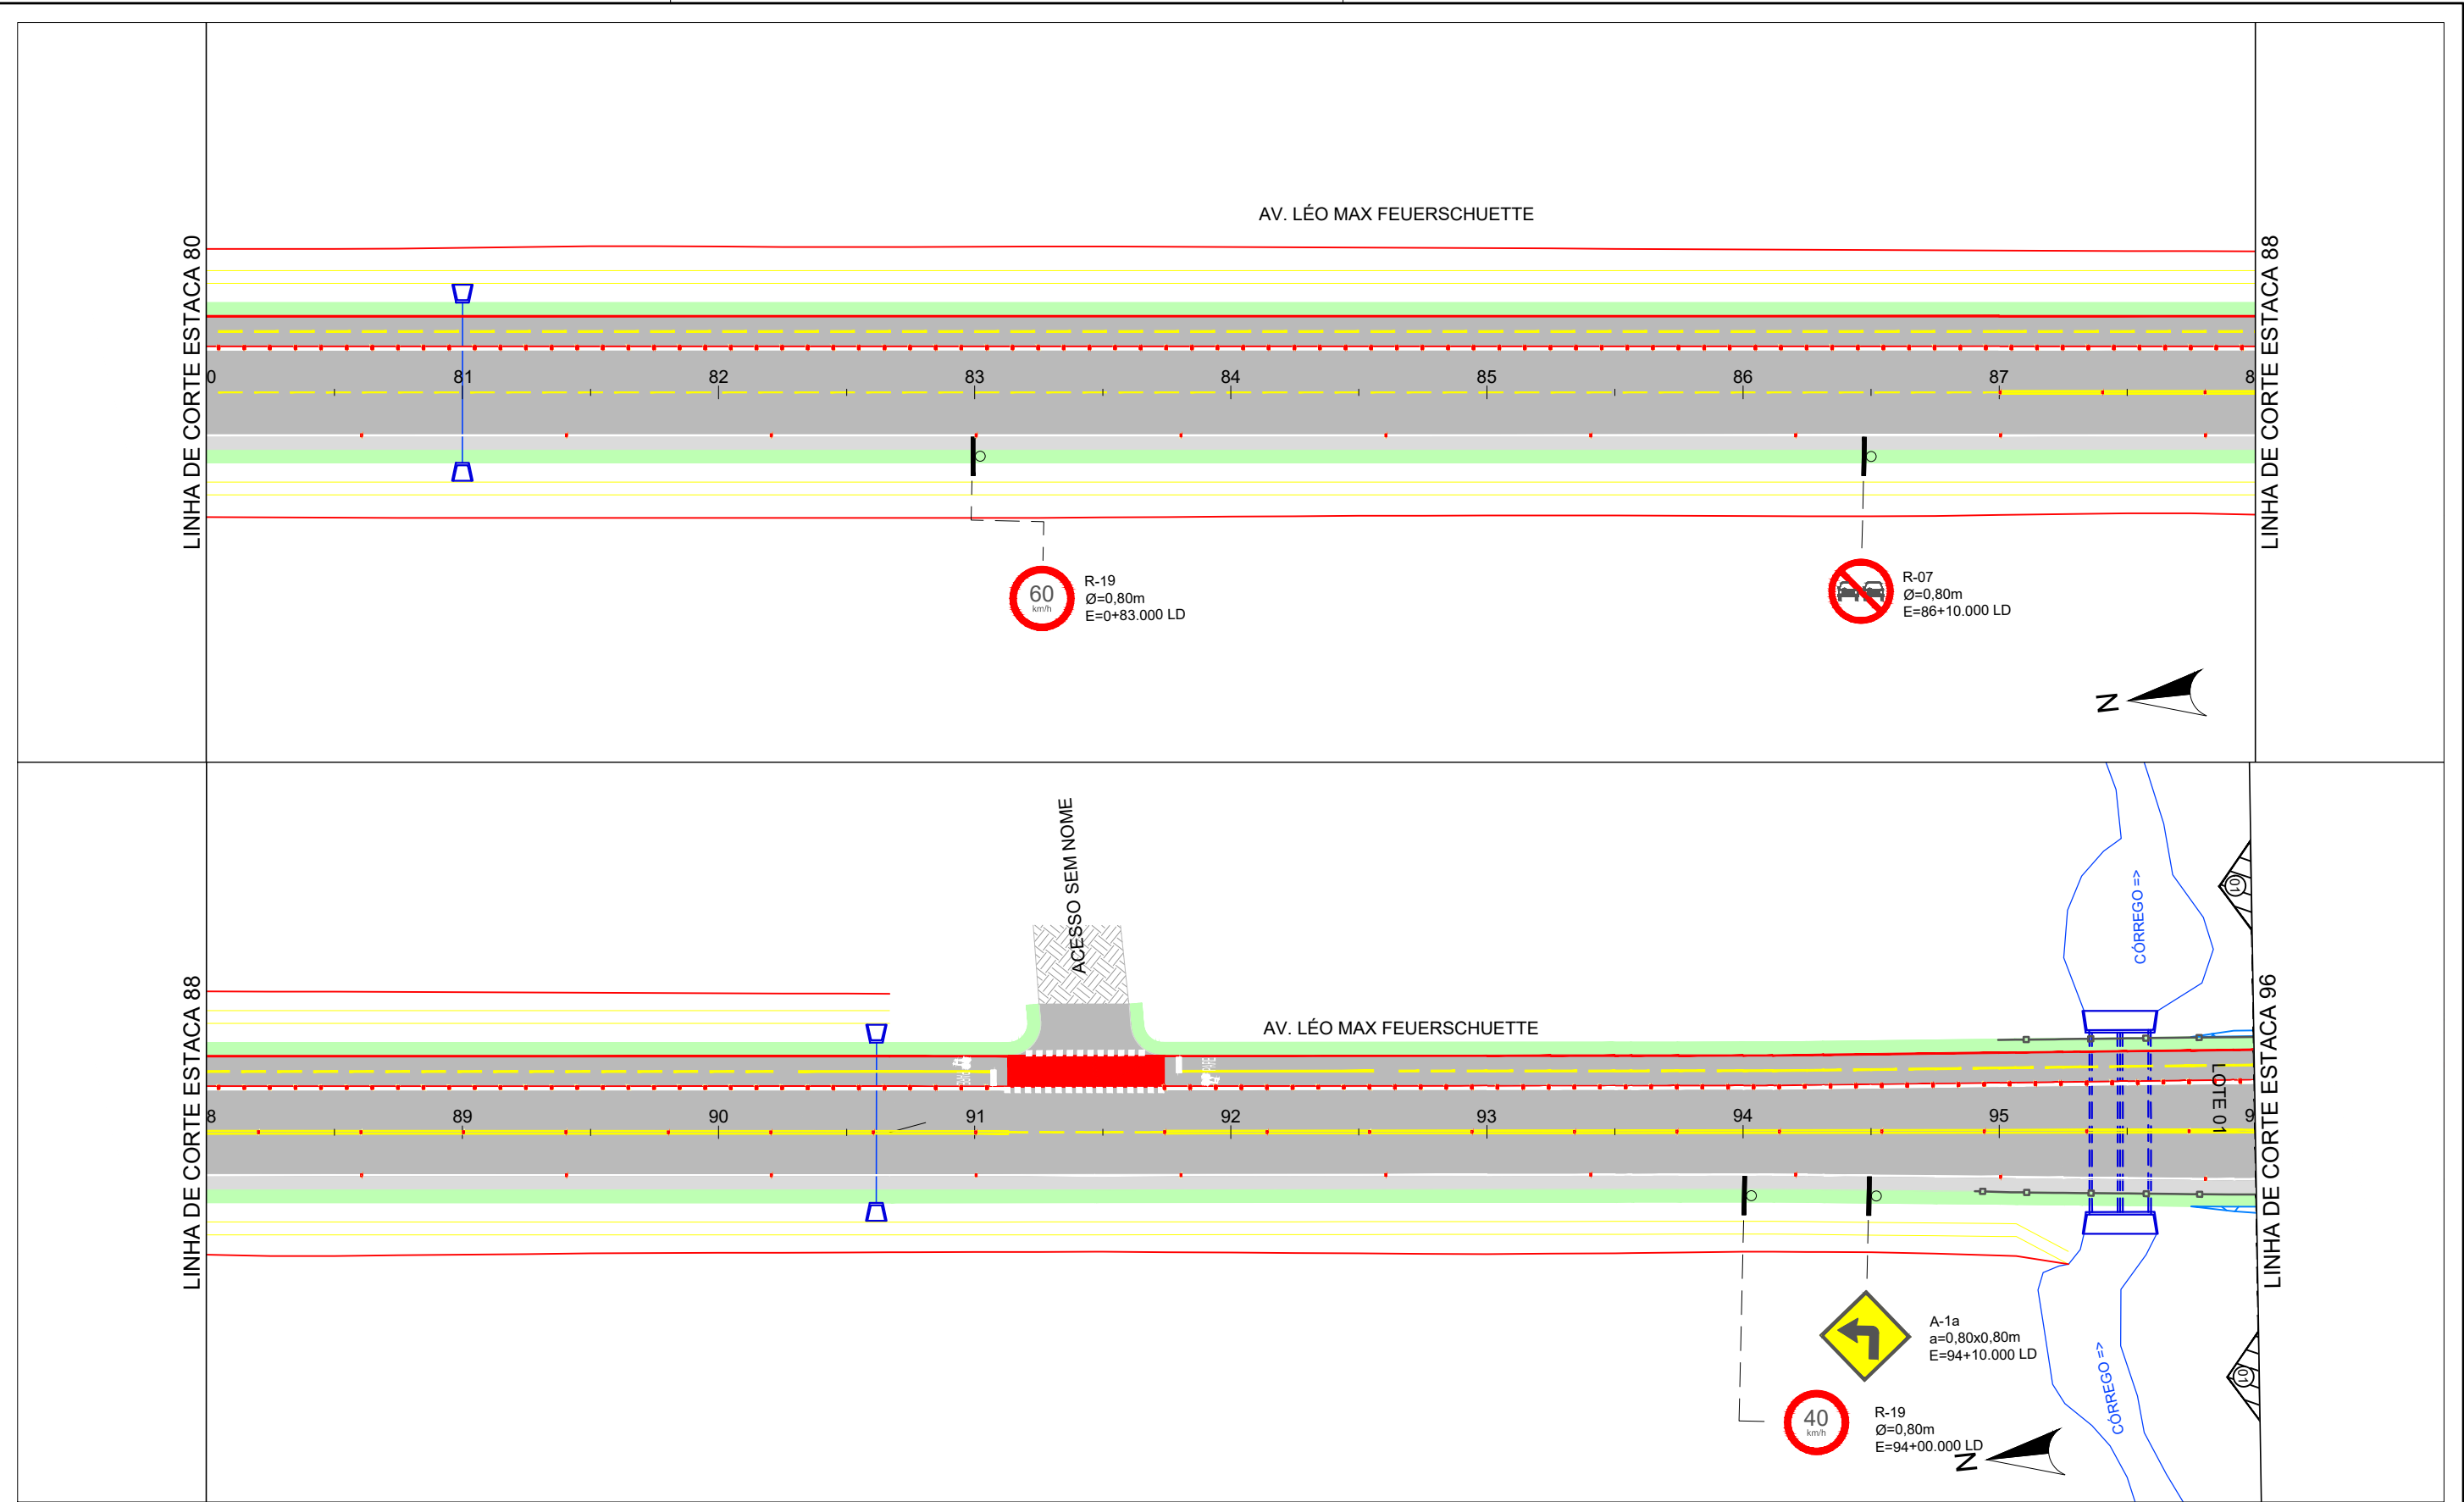 AV. LÉO MAX FEUERSCHUETTE
LINHA DE CORTE ESTACA 80
LINHA DE CORTE ESTACA 88
0 81 82 83 84 85 86 87 8
60
km/h
R-19
Ø=0,80m
E=0+83.000 LD
R-07
Ø=0,80m
E=86+10.000 LD
N
ACESSO SEM NOME
CÓRREGO =>
01
LINHA DE CORTE ESTACA 88
AV. LÉO MAX FEUERSCHUETTE
LINHA DE CORTE ESTACA 96
LOTE 01
8 89 90 91 92 93 94 95 9
A-1a
a=0,80x0,80m
E=94+10.000 LD
CÓRREGO =>
01
40
km/h
R-19
Ø=0,80m
E=94+00.000 LD
N